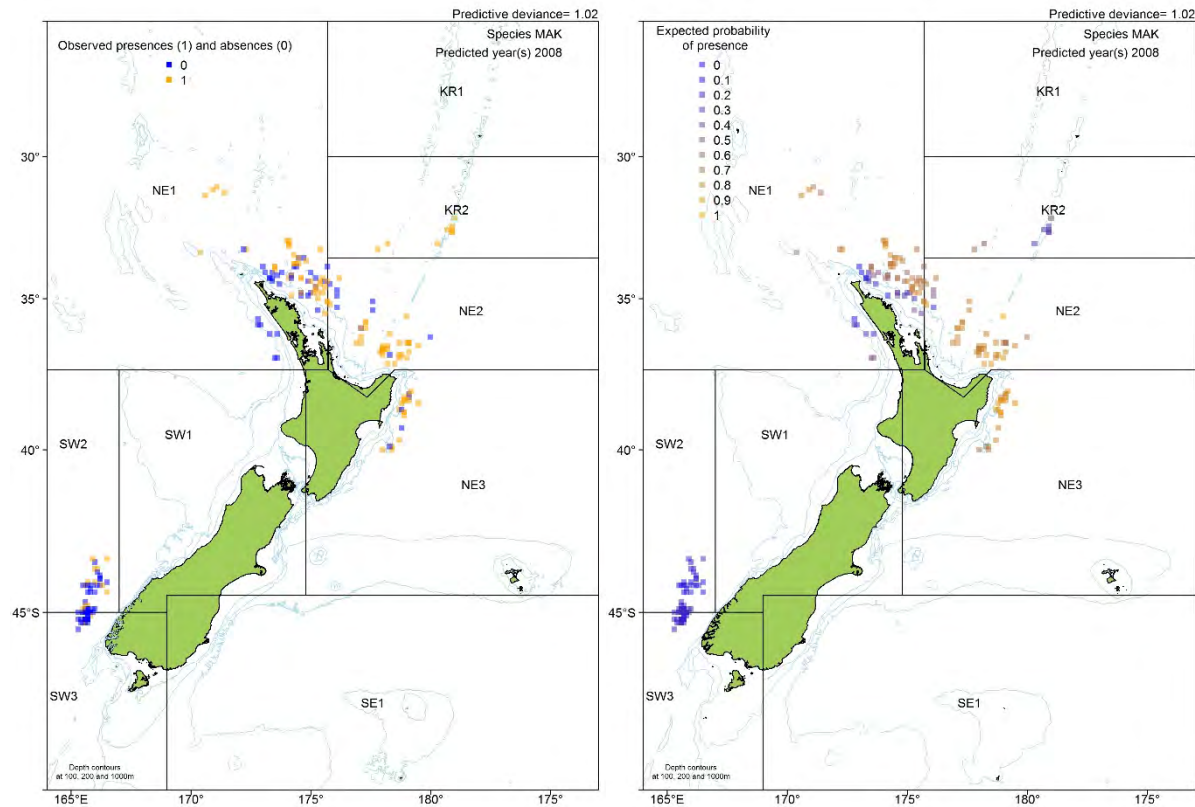 Predictive deviance= 1.02
Observed presences (1) and absences (0)
0
1
Species MAK
Predicted year(s) 2008
KR1
30°
NE1
KR2
35°
NE2
40°
SW2
SW1
NE3
45°S
SW3
SE1
Depth contours
at 100, 200 and 1000m
165°E
170°
175°
180°
175°
Predictive deviance= 1.02
Expected probability
of presence
0
0.1
0.2
0.3
0.4
0.5
0.6
0.7
0.8
0.9
1
Species MAK
Predicted year(s) 2008
KR1
30°
NE1
KR2
35°
NE2
40°
SW2
SW1
NE3
45°S
SW3
SE1
Depth contours
at 100, 200 and 1000m
165°E
170°
175°
180°
175°